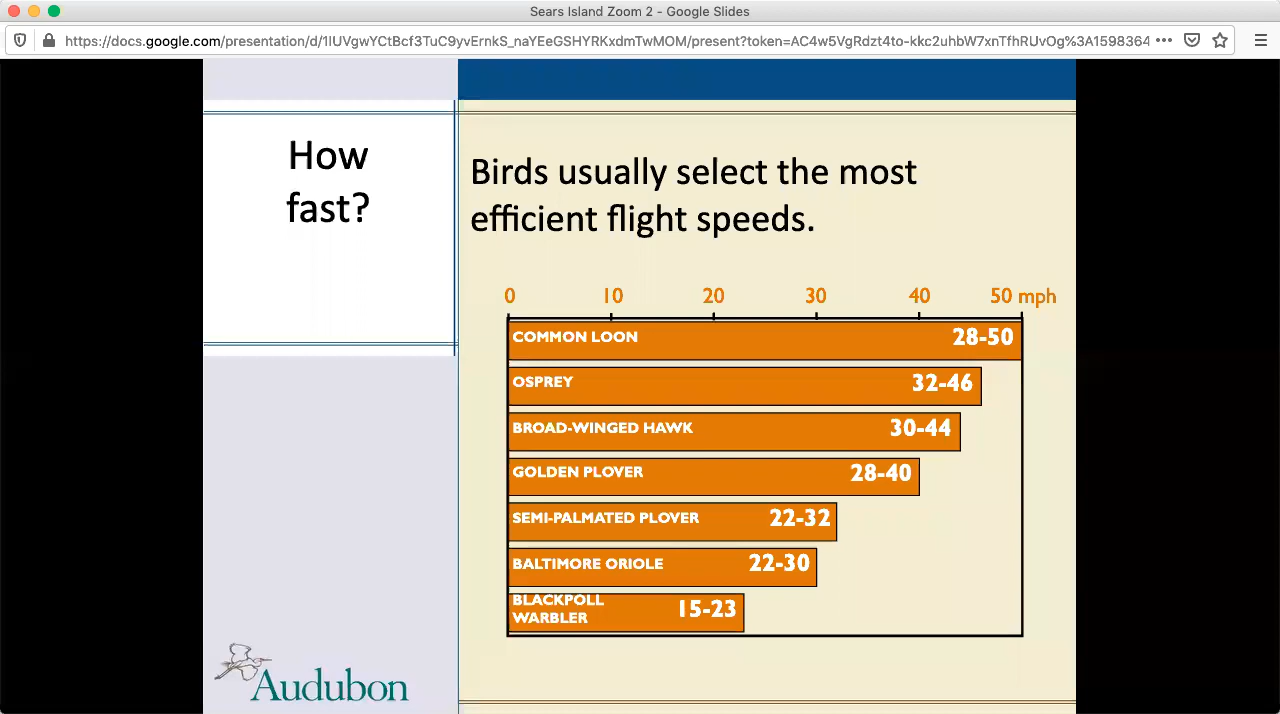 Sears Island Zoom 2 - Google Slides
https://docs.google.com/presentation/d/1IUVgwYCtBcf3TuC9yvErnkS_naYEeGSHYRKxdmTwMOM/present?token=AC4w5VgRdzt4to-kkc2uhbW7xnTfhRUvOg%3A1598364
How
fast?
Birds usually select the most
efficient flight speeds.
0 10 20 30 40 50 mph
COMMON LOON 28-50
OSPREY 32-46
BROAD-WINGED HAWK 30-44
GOLDEN PLOVER 28-40
SEMI-PALMATED PLOVER 22-32
BALTIMORE ORIOLE 22-30
BLACKPOLL
WARBLER 15-23
Audubon